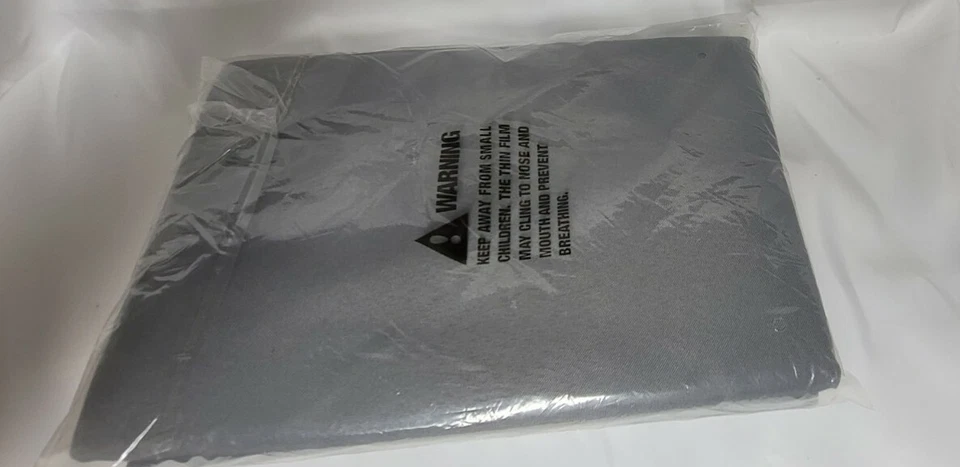 WARNING
KEEP AWAY FROM SMALL
CHILDREN. THE THIN FILM
MAY CLING TO NOSE AND
MOUTH AND PREVENT
BREATHING.